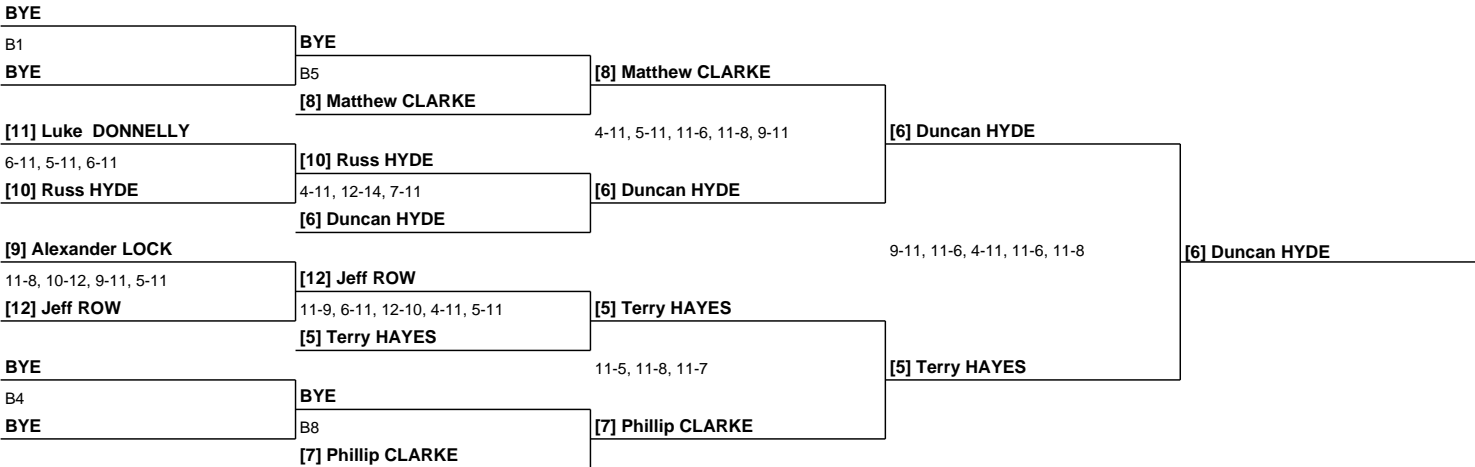 BYE
B1
BYE
BYE
B5
[8] Matthew CLARKE
[8] Matthew CLARKE
[11] Luke  DONNELLY
4-11, 5-11, 11-6, 11-8, 9-11
[6] Duncan HYDE
6-11, 5-11, 6-11
[10] Russ HYDE
[10] Russ HYDE
4-11, 12-14, 7-11
[6] Duncan HYDE
[6] Duncan HYDE
[9] Alexander LOCK
9-11, 11-6, 4-11, 11-6, 11-8
[6] Duncan HYDE
11-8, 10-12, 9-11, 5-11
[12] Jeff ROW
[12] Jeff ROW
11-9, 6-11, 12-10, 4-11, 5-11
[5] Terry HAYES
[5] Terry HAYES
BYE
11-5, 11-8, 11-7
[5] Terry HAYES
B4
BYE
BYE
B8
[7] Phillip CLARKE
[7] Phillip CLARKE